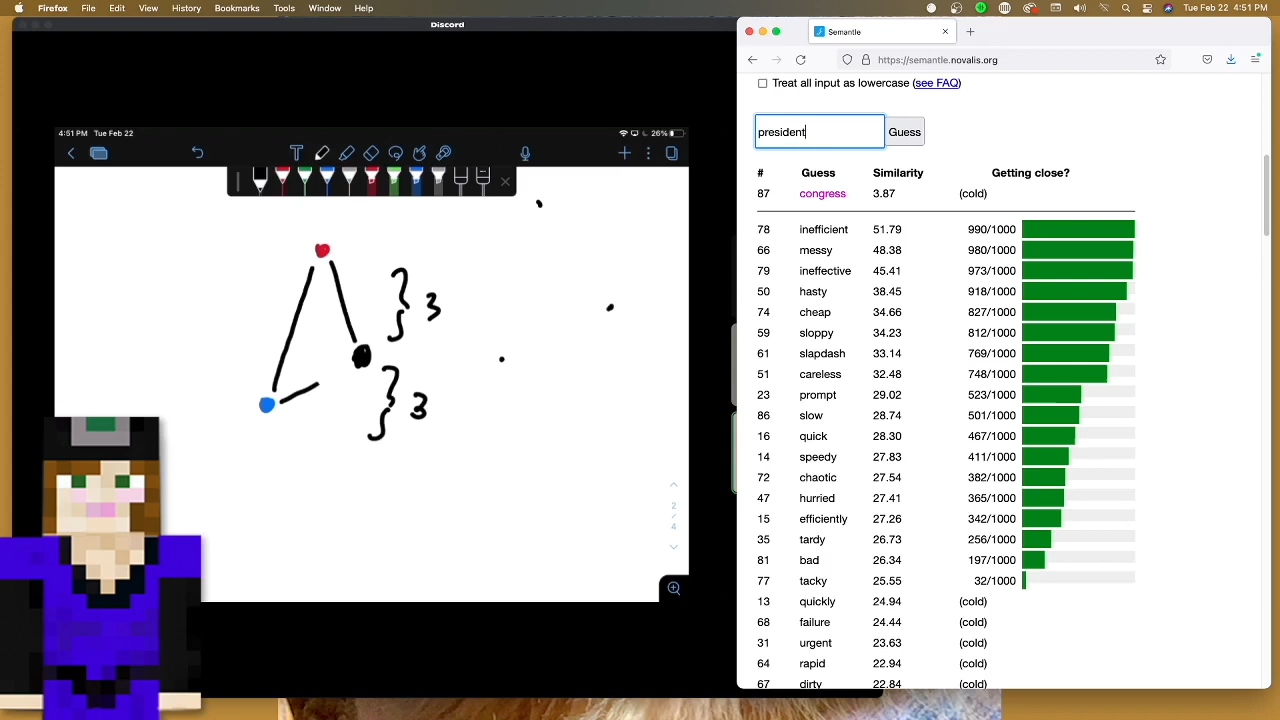 Firefox File Edit View History Bookmarks Tools Window Help Tue Feb 22 4:51 PM
Discord
Semantle
https://semantle.novalis.org
4:51 PM Tue Feb 22 26%
Treat all input as lowercase (see FAQ)
president Guess
# Guess Similarity Getting close?
87 congress 3.87 (cold)
78 inefficient 51.79 990/1000
66 messy 48.38 980/1000
79 ineffective 45.41 973/1000
50 hasty 38.45 918/1000
74 cheap 34.66 827/1000
59 sloppy 34.23 812/1000
61 slapdash 33.14 769/1000
51 careless 32.48 748/1000
23 prompt 29.02 523/1000
86 slow 28.74 501/1000
16 quick 28.30 467/1000
14 speedy 27.83 411/1000
72 chaotic 27.54 382/1000
47 hurried 27.41 365/1000
15 efficiently 27.26 342/1000
35 tardy 26.73 256/1000
81 bad 26.34 197/1000
77 tacky 25.55 32/1000
13 quickly 24.94 (cold)
68 failure 24.44 (cold)
31 urgent 23.63 (cold)
64 rapid 22.94 (cold)
67 dirty 22.84 (cold)
} 3
} 3
2
/
4